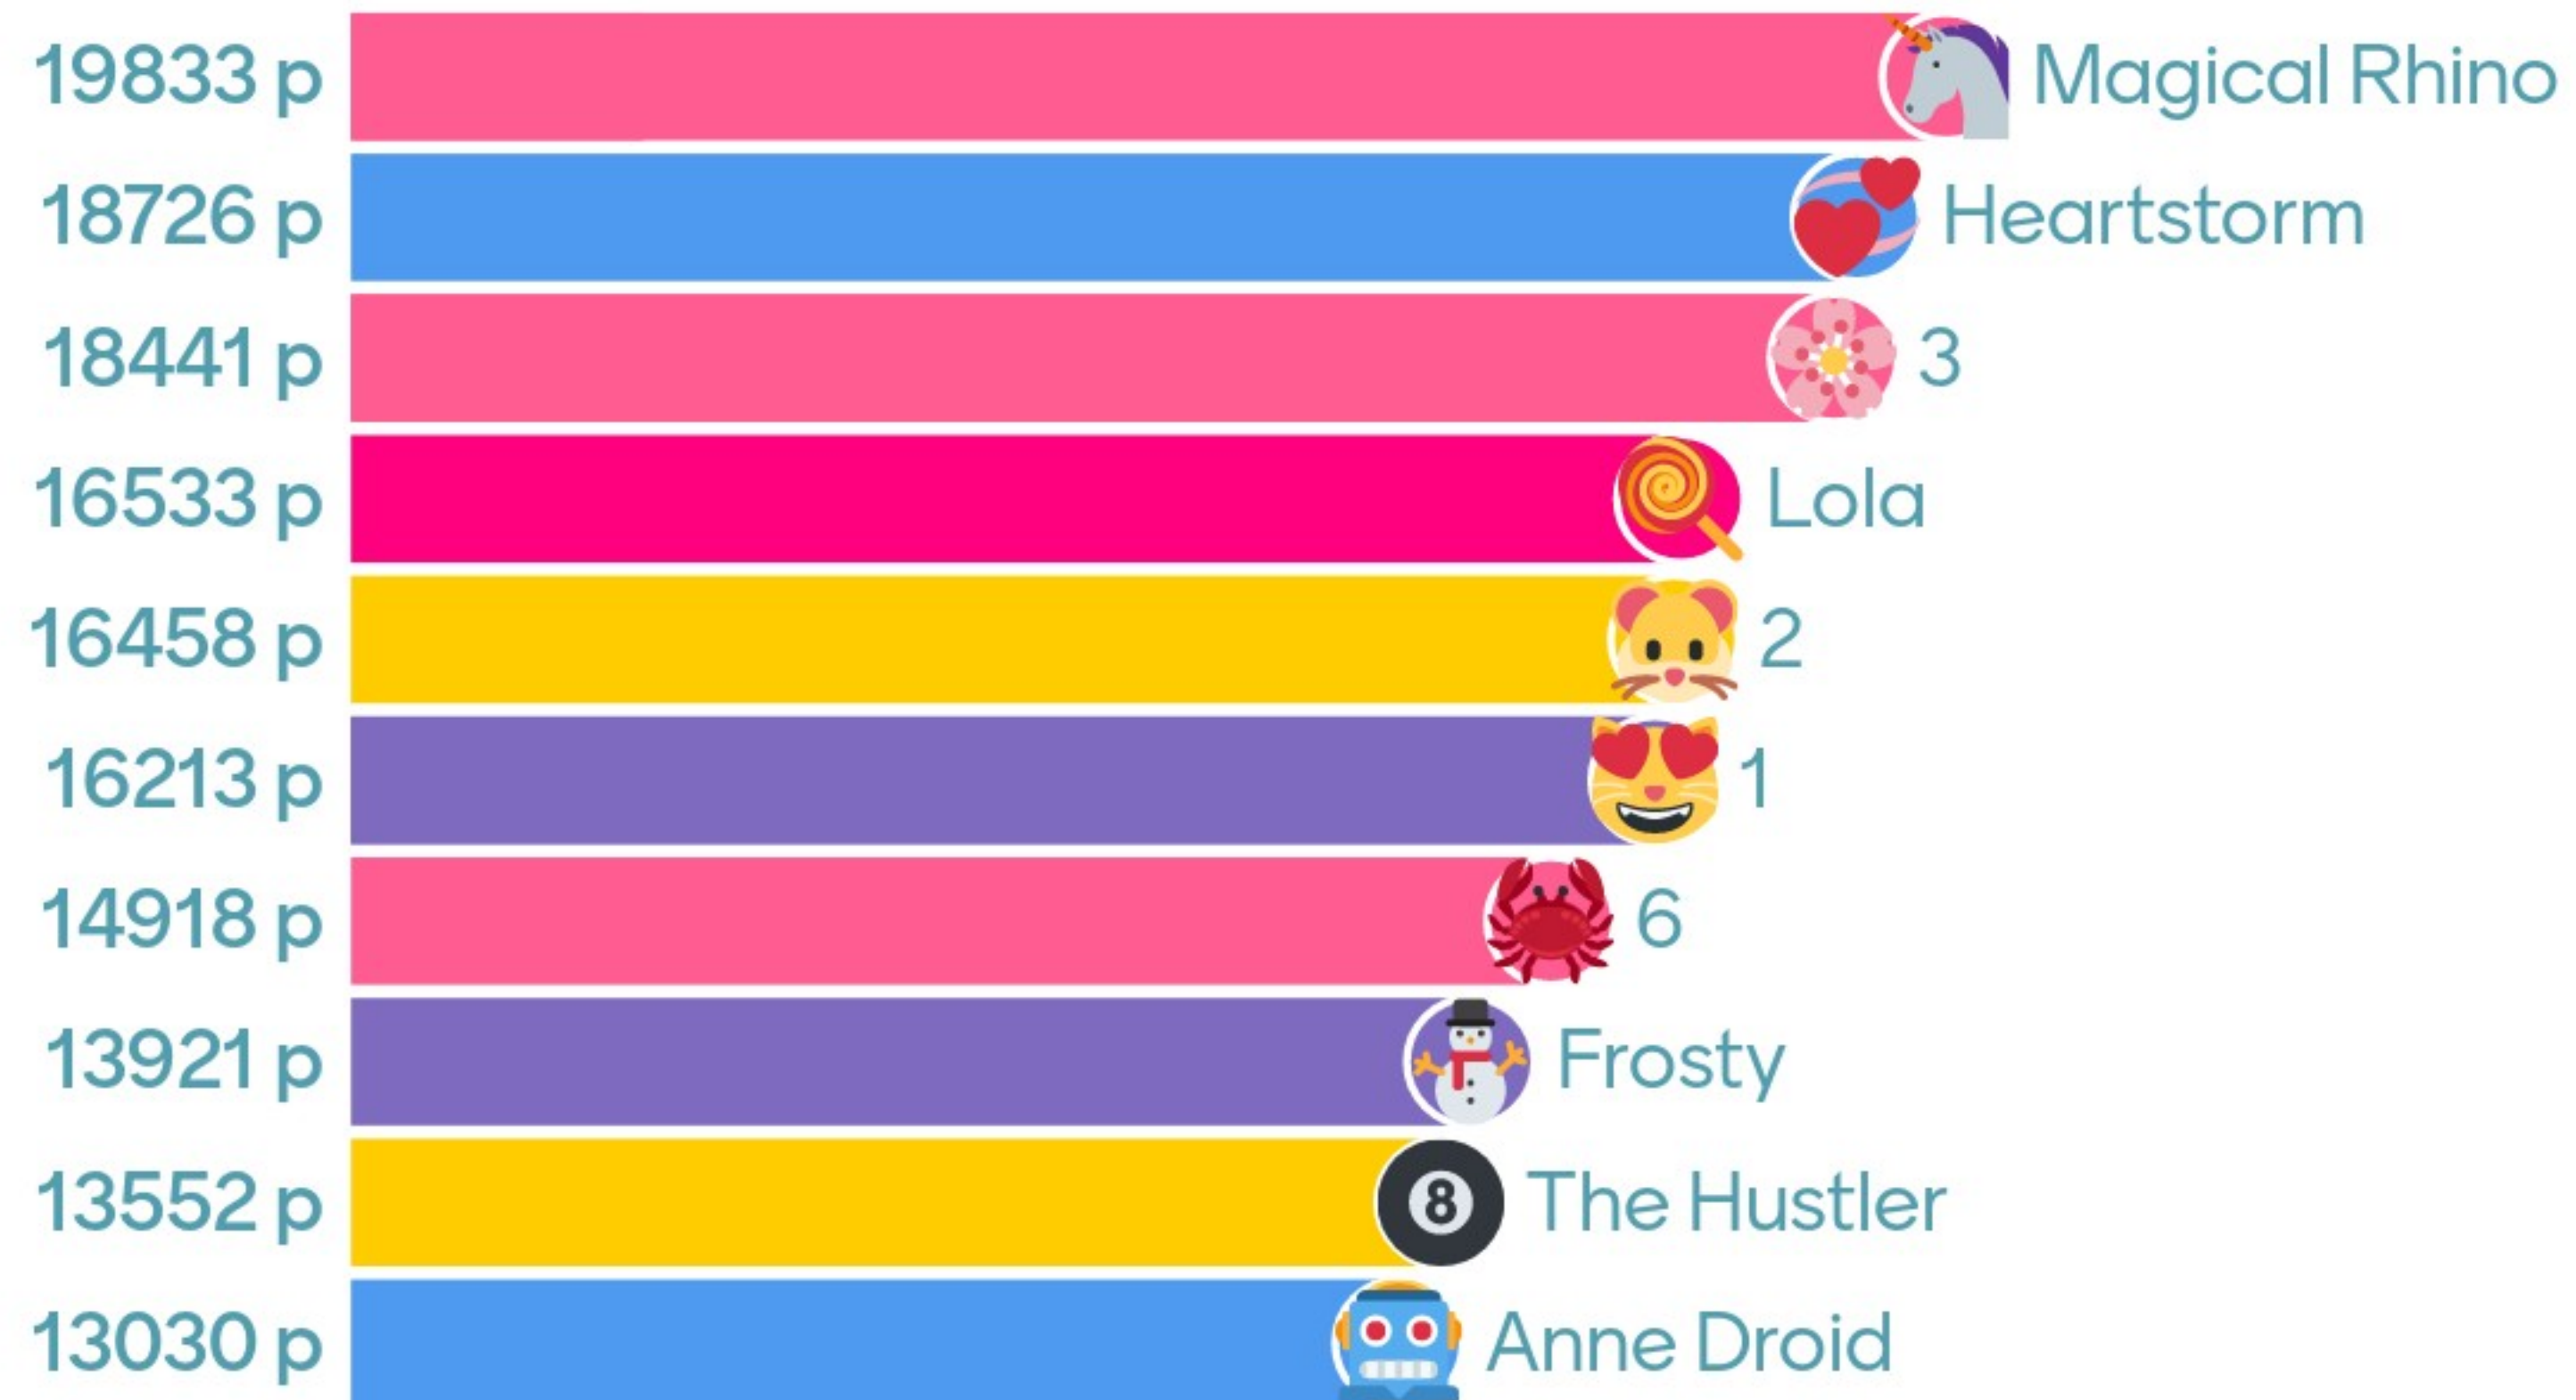 19833 p Magical Rhino
18726 p Heartstorm
18441 p 3
16533 p Lola
16458 p 2
16213 p 1
14918 p 6
13921 p Frosty
13552 p 8 The Hustler
13030 p Anne Droid